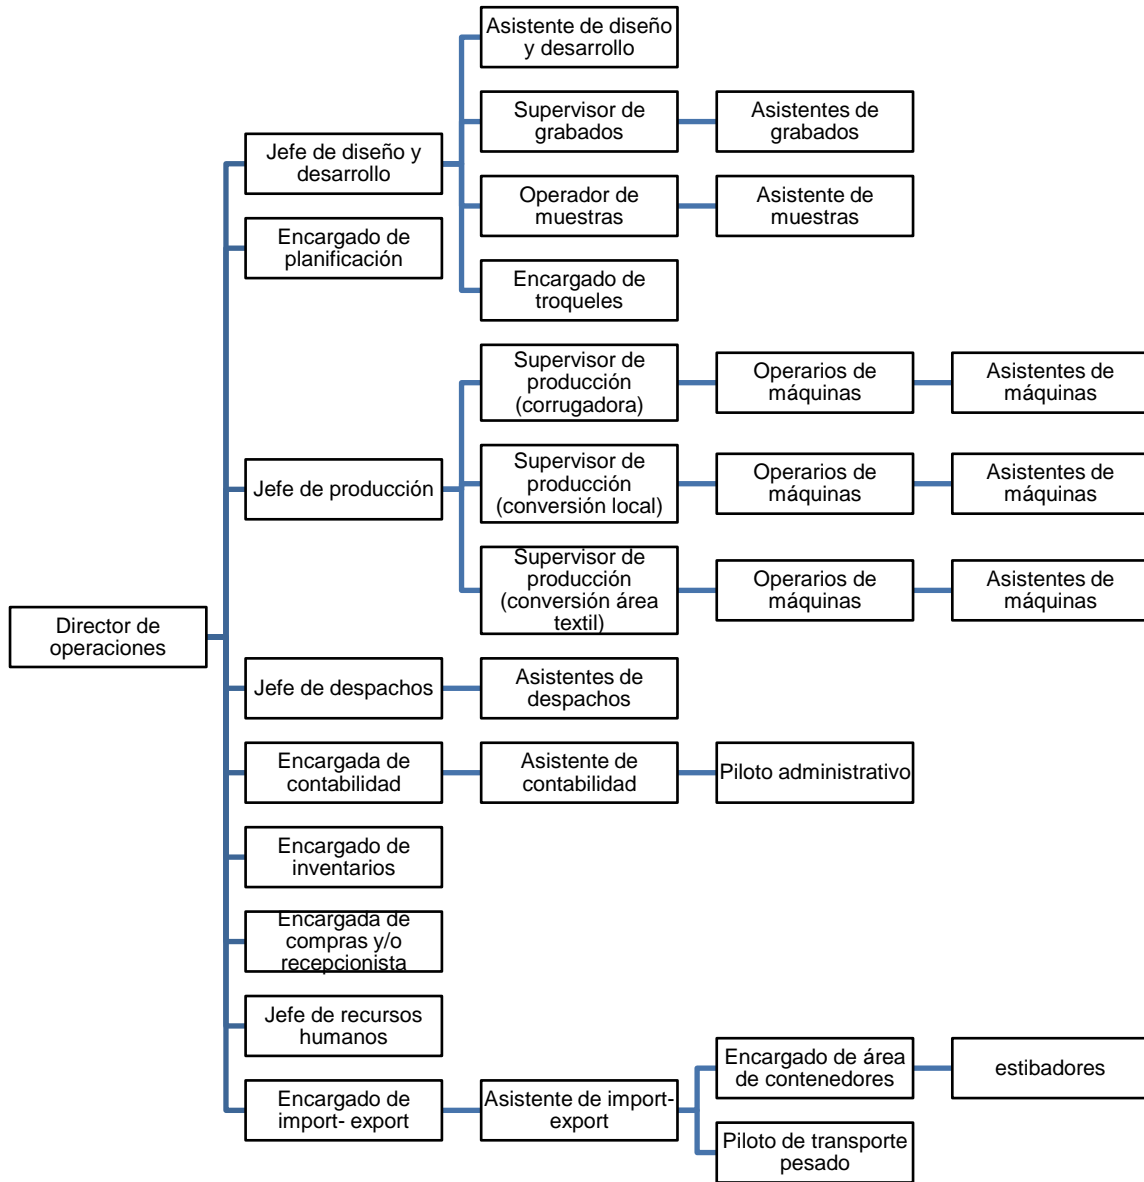 Asistente de diseño
y desarrollo
Supervisor de
grabados
Asistentes de
grabados
Jefe de diseño y
desarrollo
Operador de
muestras
Asistente de
muestras
Encargado de
planificación
Encargado de
troqueles
Supervisor de
producción
(corrugadora)
Operarios de
máquinas
Asistentes de
máquinas
Jefe de producción
Supervisor de
producción
(conversión local)
Operarios de
máquinas
Asistentes de
máquinas
Supervisor de
producción
(conversión área
textil)
Operarios de
máquinas
Asistentes de
máquinas
Director de
operaciones
Jefe de despachos
Asistentes de
despachos
Encargada de
contabilidad
Asistente de
contabilidad
Piloto administrativo
Encargado de
inventarios
Encargada de
compras y/o
recepcionista
Jefe de recursos
humanos
Encargado de
import- export
Asistente de import-
export
Encargado de área
de contenedores
estibadores
Piloto de transporte
pesado